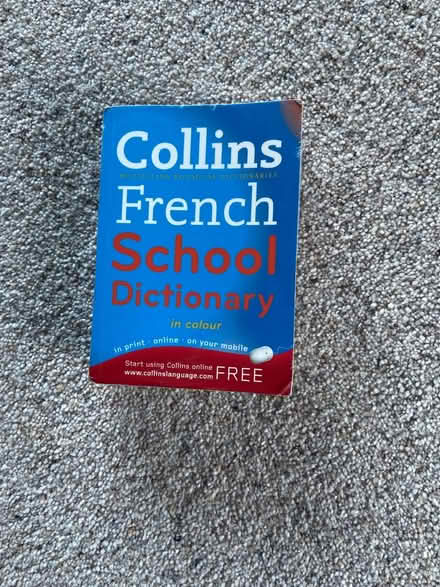 Collins
French
School
Dictionary
in colour
in print · online · on your mobile
Start using Collins online
www.collinslanguage.com FREE